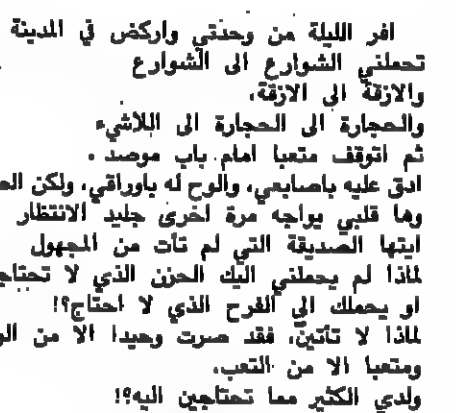 افر الليلة من وحدتي واركض في المدينة
تحملني الشوارع الى الشوارع
والازقة الى الازقة،
والحجارة الى الحجارة الى اللاشيء
ثم اتوقف متعبا امام باب موصد.
ادق عليه باصابعي، والوح له باوراقي، ولكن
وها قلبي يواجه مرة اخرى جليد الانتظار
ايتها الصديقة التي لم تأت من المجهول
لماذا لم يحملني اليك الحزن الذي لا
او يحملك الي الفرح الذي لا احتاج؟!
لماذا لا تأتين، فقد صرت وحيدا الا من
ومتعبا الا من التعب.
ولدي الكثير مما تحتاجين اليه؟!